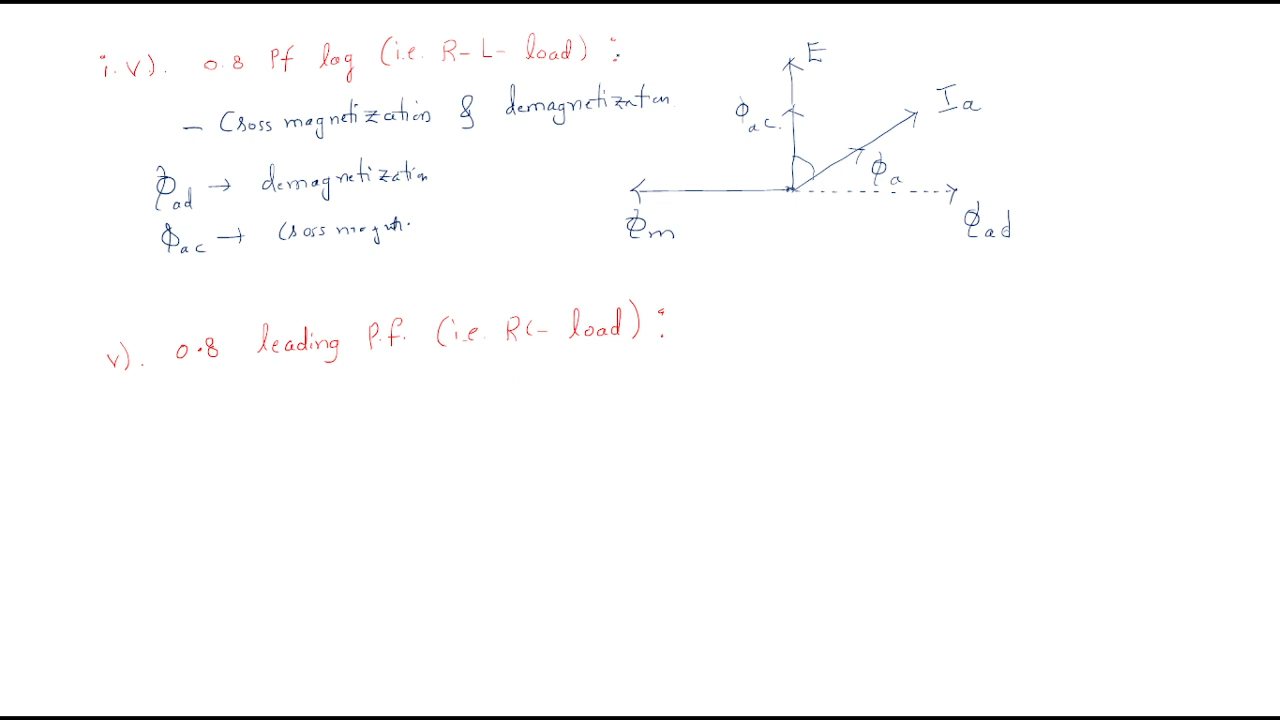 i.v). 0.8 Pf lag (i.e. R-L- load) :
- Cross magnetization & demagnetization
Φad → demagnetization
Φac → Cross magn.
E
Φac.
Ia
Φa
Φm
Φad
v). 0.8 leading P.f. (i.e. RC- load) :